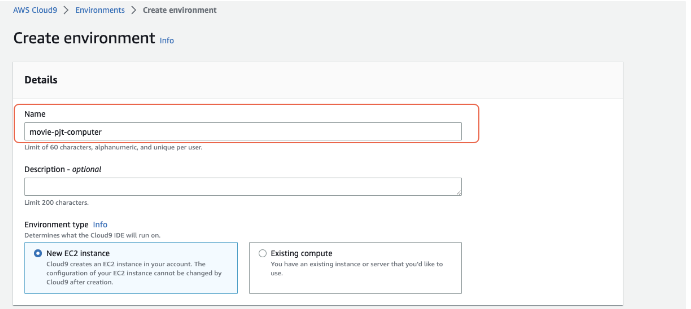 AWS Cloud9 > Environments > Create environment
Create environment Info
Details
Name
movie-pjt-computer
Limit of 60 characters, alphanumeric, and unique per user.
Description - optional
Limit 200 characters.
Environment type Info
Determines what the Cloud9 IDE will run on.
New EC2 instance
Cloud9 creates an EC2 instance in your account. The
configuration of your EC2 instance cannot be changed by
Cloud9 after creation.
Existing compute
You have an existing instance or server that you'd like to
use.